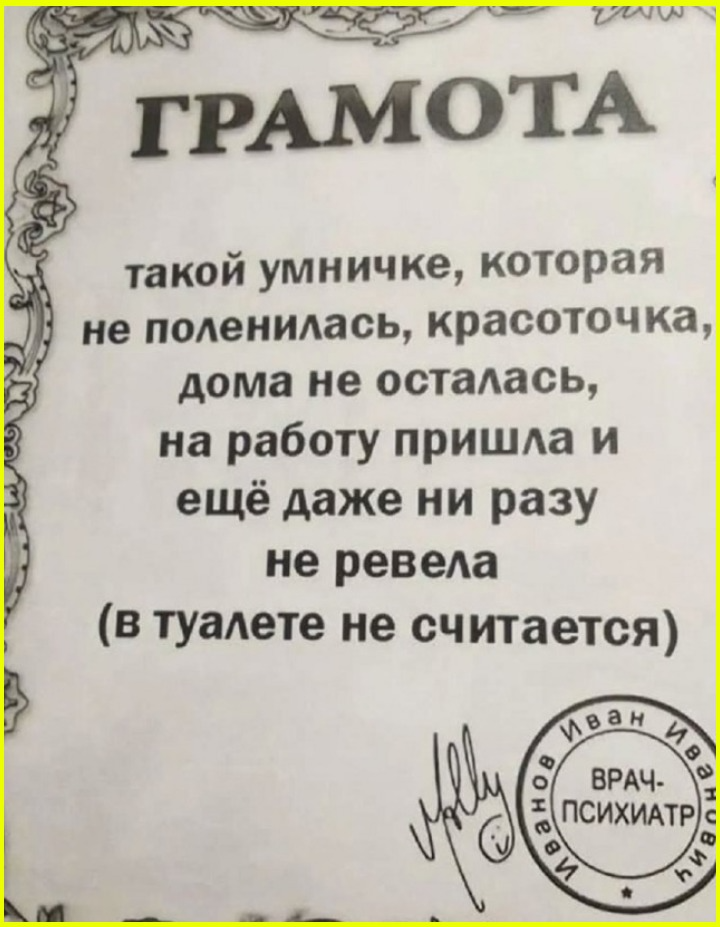 ГРАМОТА
такой умничке, которая
не поленилась, красоточка,
дома не осталась,
на работу пришла и
ещё даже ни разу
не ревела
(в туалете не считается)
Иванов Иван Иванович
ВРАЧ-
ПСИХИАТР